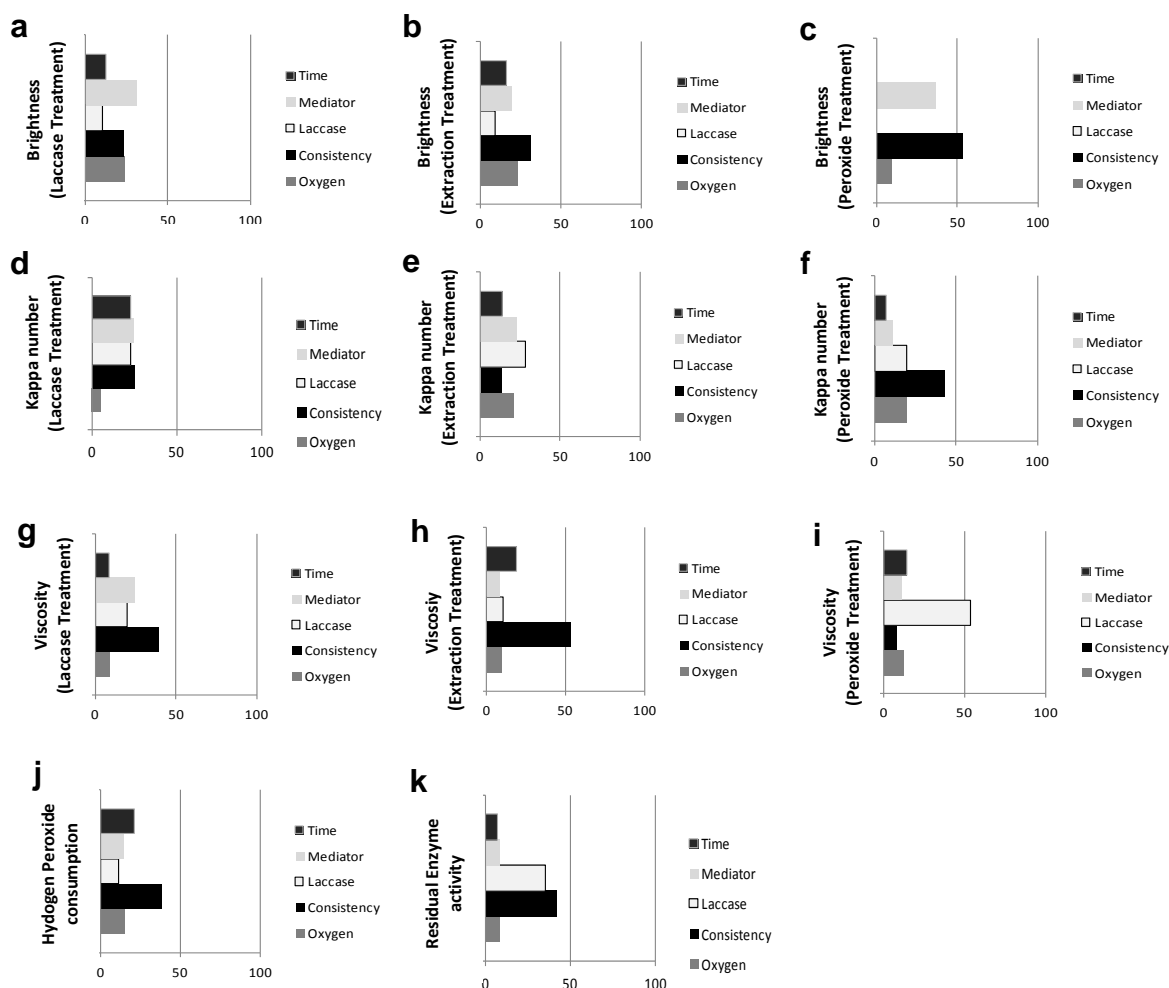 a
Brightness
(Laccase Treatment)
Time
Mediator
Laccase
Consistency
Oxygen
0 50 100
b
Brightness
(Extraction Treatment)
Time
Mediator
Laccase
Consistency
Oxygen
0 50 100
c
Brightness
(Peroxide Treatment)
Time
Mediator
Laccase
Consistency
Oxygen
0 50 100
d
Kappa number
(Laccase Treatment)
Time
Mediator
Laccase
Consistency
Oxygen
0 50 100
e
Kappa number
(Extraction Treatment)
Time
Mediator
Laccase
Consistency
Oxygen
0 50 100
f
Kappa number
(Peroxide Treatment)
Time
Mediator
Laccase
Consistency
Oxygen
0 50 100
g
Viscosity
(Laccase Treatment)
Time
Mediator
Laccase
Consistency
Oxygen
0 50 100
h
Viscosiy
(Extraction Treatment)
Time
Mediator
Laccase
Consistency
Oxygen
0 50 100
i
Viscosity
(Peroxide Treatment)
Time
Mediator
Laccase
Consistency
Oxygen
0 50 100
j
Hydogen Peroxide
consumption
Time
Mediator
Laccase
Consistency
Oxygen
0 50 100
k
Residual Enzyme
activity
Time
Mediator
Laccase
Consistency
Oxygen
0 50 100